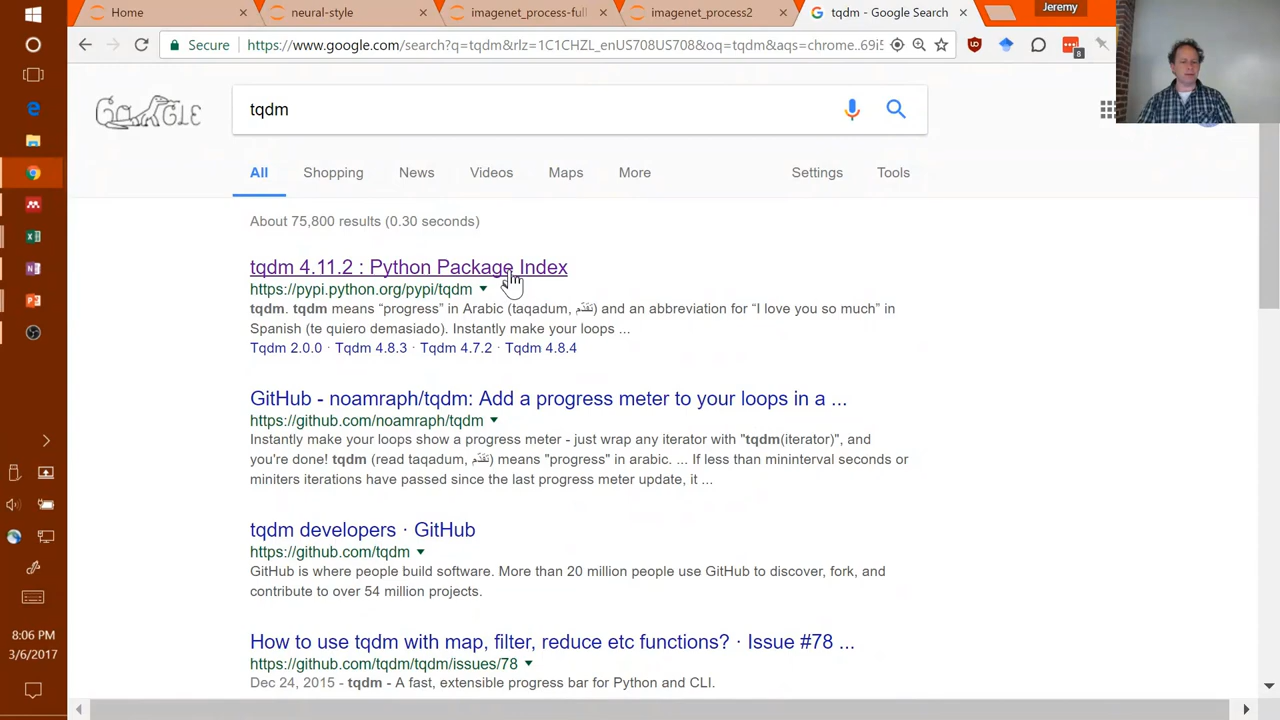 Home
neural-style
imagenet_process-full
imagenet_process2
tqdm - Google Search
Jeremy
Secure
https://www.google.com/search?q=tqdm&rlz=1C1CHZL_enUS708US708&oq=tqdm&aqs=chrome..69i5
8
GOOGLE
tqdm
All
Shopping
News
Videos
Maps
More
Settings
Tools
About 75,800 results (0.30 seconds)
tqdm 4.11.2 : Python Package Index
https://pypi.python.org/pypi/tqdm
tqdm. tqdm means “progress” in Arabic (taqadum, تقدّم) and an abbreviation for “I love you so much” in
Spanish (te quiero demasiado). Instantly make your loops ...
Tqdm 2.0.0 · Tqdm 4.8.3 · Tqdm 4.7.2 · Tqdm 4.8.4
GitHub - noamraph/tqdm: Add a progress meter to your loops in a ...
https://github.com/noamraph/tqdm
Instantly make your loops show a progress meter - just wrap any iterator with "tqdm(iterator)", and
you're done! tqdm (read taqadum, تقدّم) means "progress" in arabic. ... If less than mininterval seconds or
miniters iterations have passed since the last progress meter update, it ...
tqdm developers · GitHub
https://github.com/tqdm
GitHub is where people build software. More than 20 million people use GitHub to discover, fork, and
contribute to over 54 million projects.
How to use tqdm with map, filter, reduce etc functions? · Issue #78 ...
https://github.com/tqdm/tqdm/issues/78
Dec 24, 2015 - tqdm - A fast, extensible progress bar for Python and CLI.
8:06 PM
3/6/2017